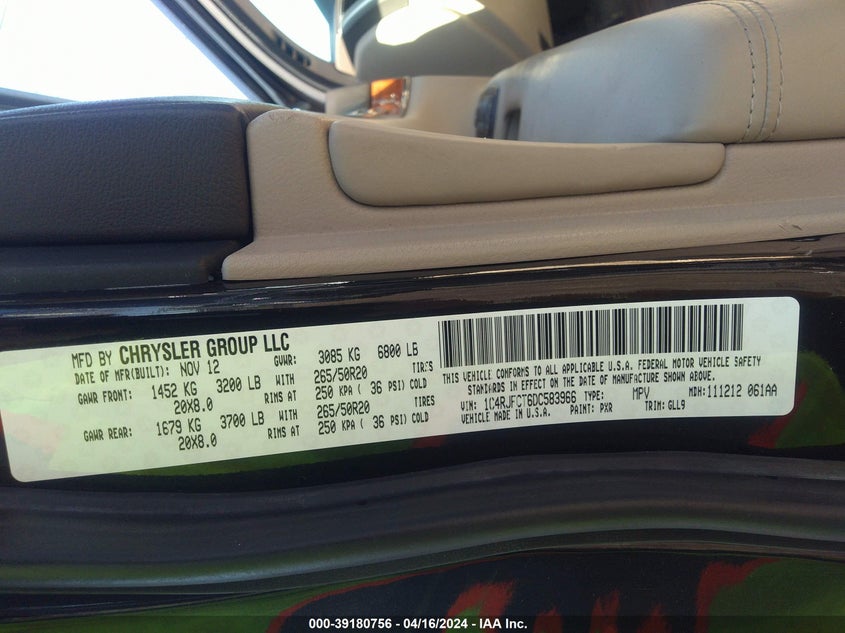 MFD BY CHRYSLER GROUP LLC
DATE OF MFR(BUILT): NOV 12 GVWR: 3085 KG 6800 LB
GAWR FRONT: 1452 KG 3200 LB WITH 265/50R20 TIRES
20X8.0 RIMS AT 250 KPA ( 36 PSI) COLD
GAWR REAR: 1679 KG 3700 LB WITH 265/50R20 TIRES
20X8.0 RIMS AT 250 KPA ( 36 PSI) COLD
THIS VEHICLE CONFORMS TO ALL APPLICABLE U.S.A. FEDERAL MOTOR VEHICLE SAFETY
STANDARDS IN EFFECT ON THE DATE OF MANUFACTURE SHOWN ABOVE.
VIN: 1C4RJFCT6DC583966 TYPE: MPV MDH:111212 061AA
VEHICLE MADE IN U.S.A. PAINT: PXR TRIM: GLL9
000-39180756 - 04/16/2024 - IAA Inc.